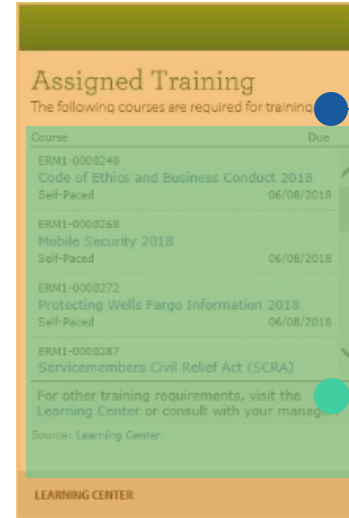 Assigned Training
The following courses are required for training
Course Due
ERM1-0000248
Code of Ethics and Business Conduct 2018
Self-Paced 06/08/2018
ERM1-0000268
Mobile Security 2018
Self-Paced 06/08/2018
ERM1-0000272
Protecting Wells Fargo Information 2018
Self-Paced 06/08/2018
ERM1-0000287
Servicemembers Civil Relief Act (SCRA)
For other training requirements, visit the
Learning Center or consult with your
Source: Learning Center
LEARNING CENTER